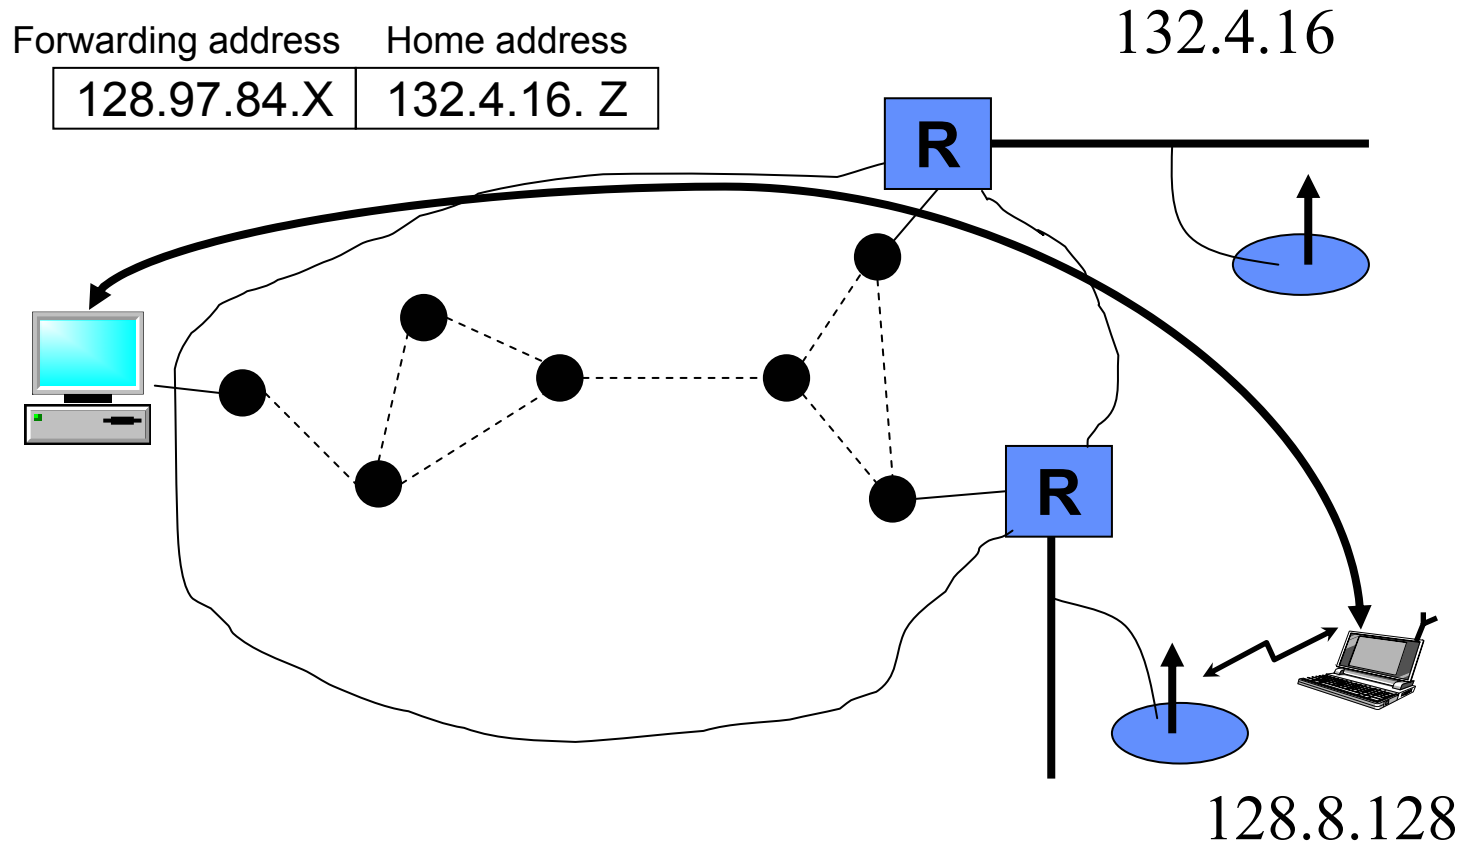 132.4.16
Forwarding address Home address
128.97.84.X 132.4.16. Z
R
R
128.8.128